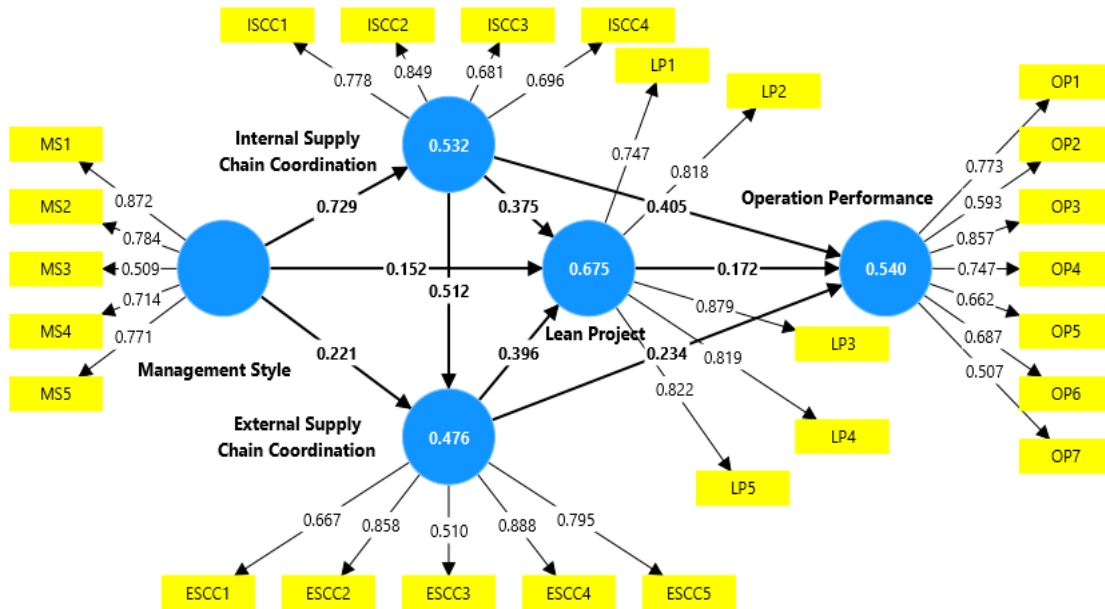 ISCC1
ISCC2
ISCC3
ISCC4
LP1
LP2
OP1
OP2
OP3
OP4
OP5
OP6
OP7
MS1
MS2
MS3
MS4
MS5
0.778
0.849
0.681
0.696
0.747
0.818
0.773
0.593
0.857
0.747
0.662
0.687
0.507
0.872
0.784
0.509
0.714
0.771
Internal Supply
Chain Coordination
0.532
Operation Performance
0.729
0.375
0.405
0.152
0.512
0.675
0.172
0.540
Lean Project
0.879
0.819
0.822
LP3
LP4
LP5
Management Style
0.221
0.396
0.234
External Supply
Chain Coordination
0.476
0.667
0.858
0.510
0.888
0.795
ESCC1
ESCC2
ESCC3
ESCC4
ESCC5